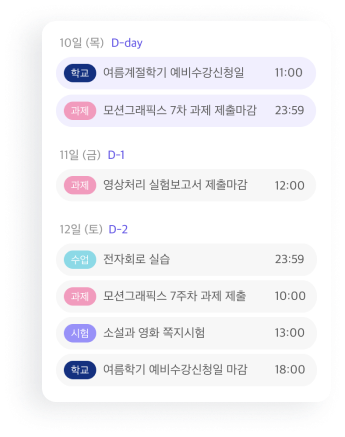 10일 (목) D-day
학교 여름계절학기 예비수강신청일 11:00
과제 모션그래픽스 7차 과제 제출마감 23:59
11일 (금) D-1
과제 영상처리 실험보고서 제출마감 12:00
12일 (토) D-2
수업 전자회로 실습 23:59
과제 모션그래픽스 7주차 과제 제출 10:00
시험 소설과 영화 쪽지시험 13:00
학교 여름학기 예비수강신청일 마감 18:00